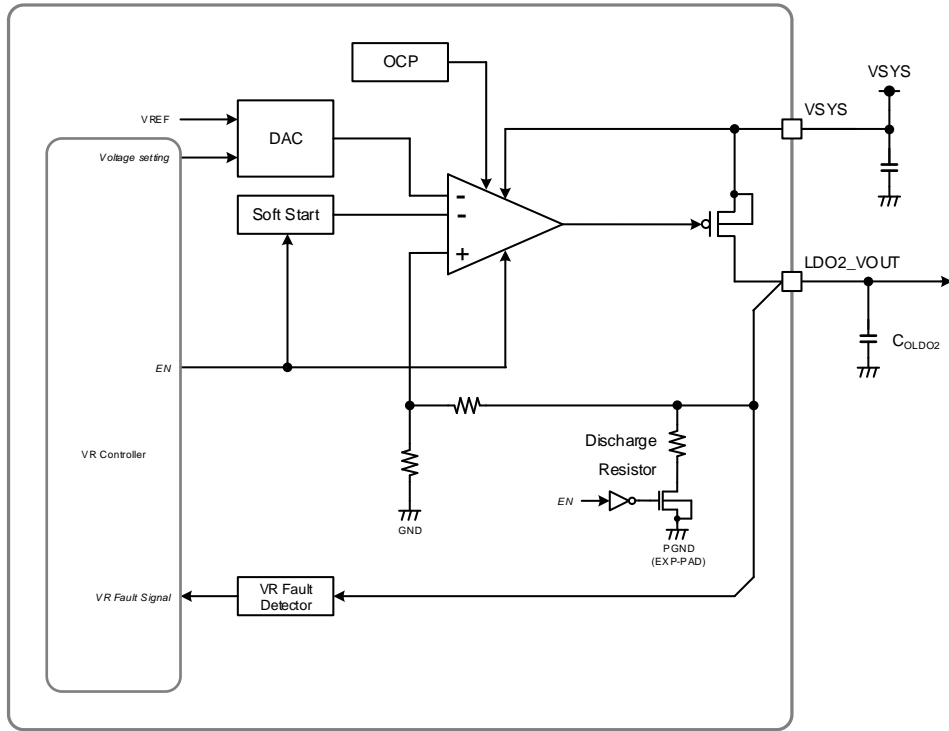 OCP
VSYS
VSYS
VREF
DAC
Voltage setting
Soft Start
LDO2_VOUT
COLDO2
EN
Discharge
Resistor
VR Controller
EN
GND
PGND
(EXP-PAD)
VR Fault Signal
VR Fault
Detector